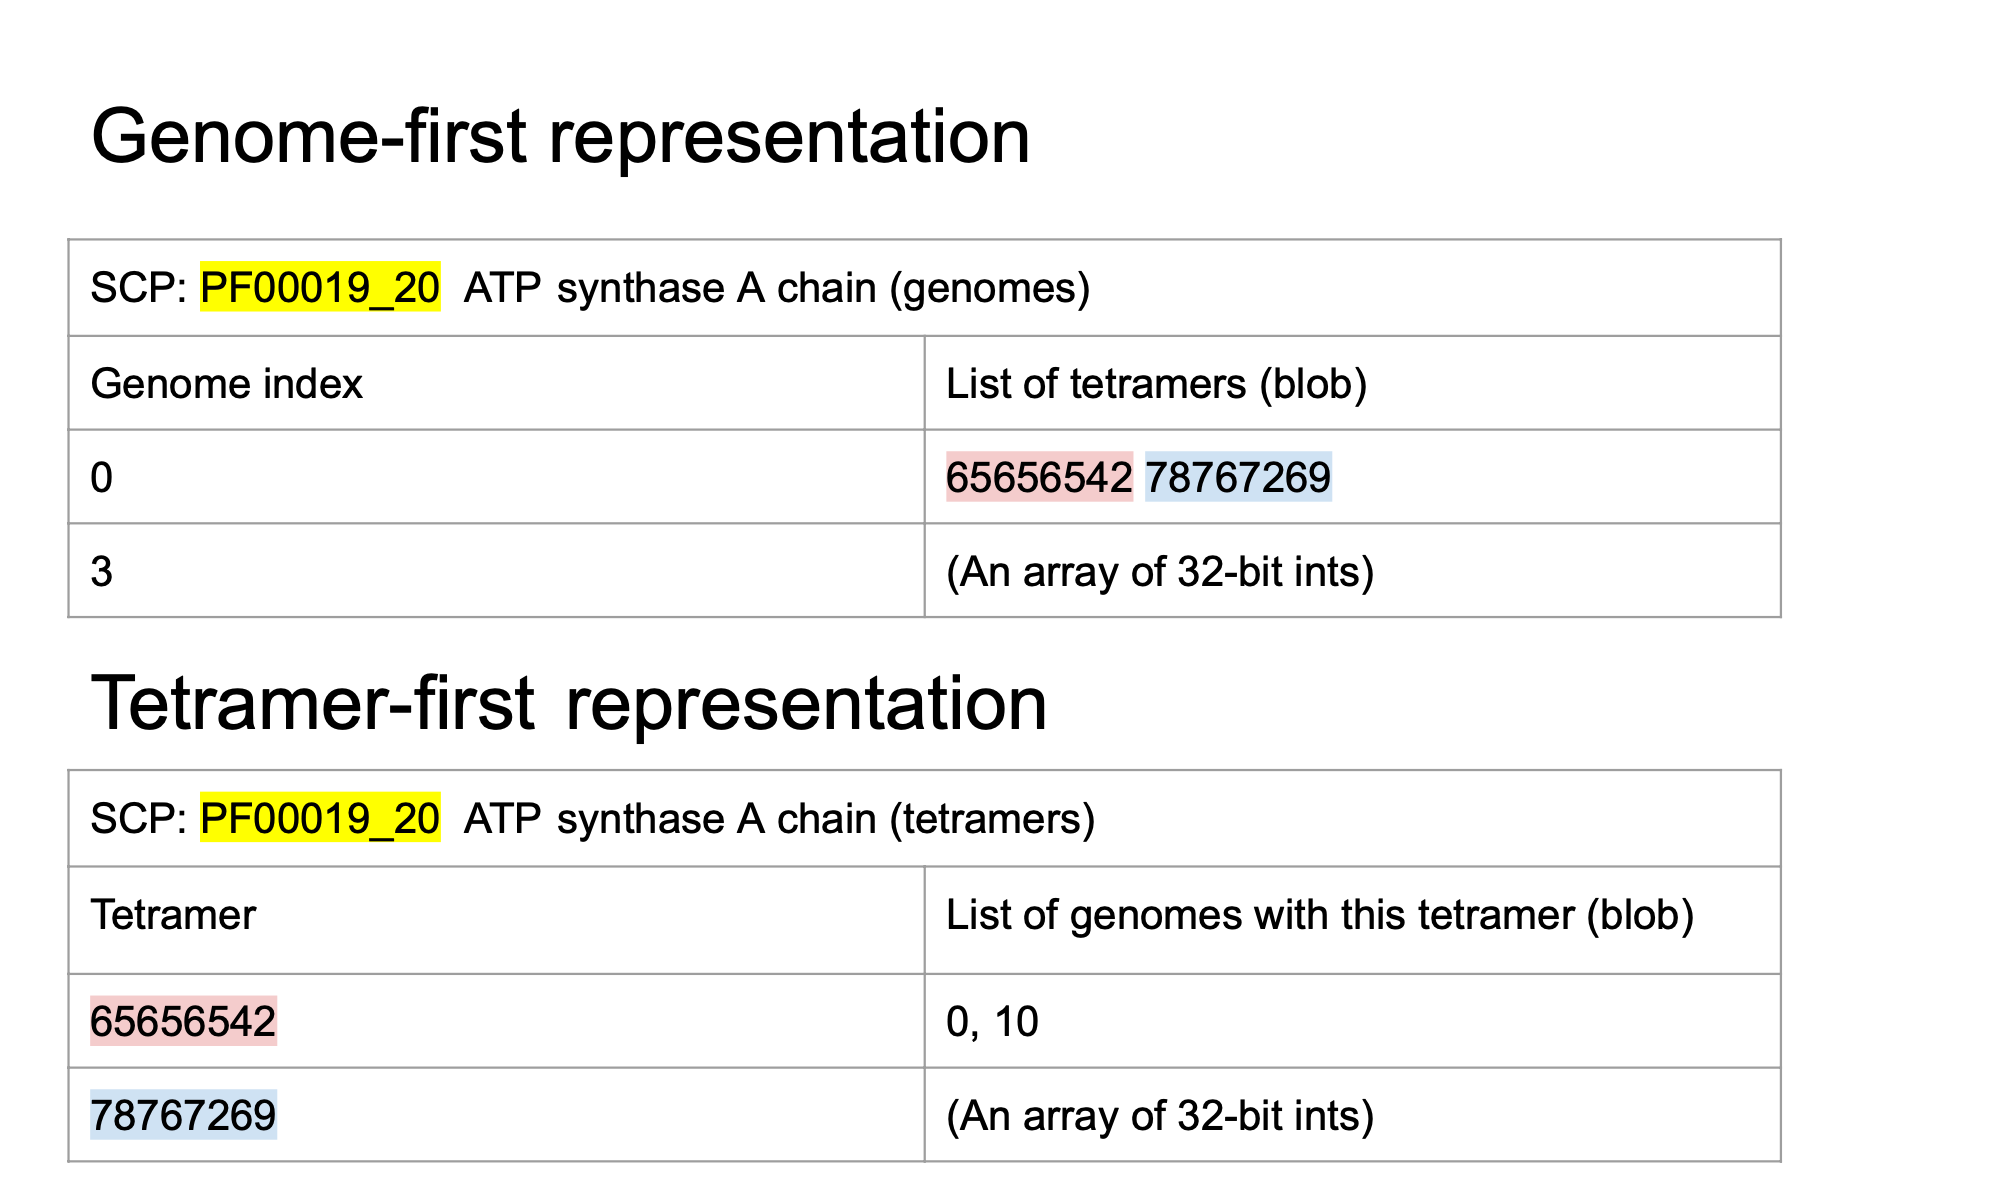 Genome-first representation
SCP: PF00019_20 ATP synthase A chain (genomes)
Genome index
List of tetramers (blob)
0
65656542 78767269
3
(An array of 32-bit ints)
Tetramer-first representation
SCP: PF00019_20 ATP synthase A chain (tetramers)
Tetramer
List of genomes with this tetramer (blob)
65656542
0, 10
78767269
(An array of 32-bit ints)